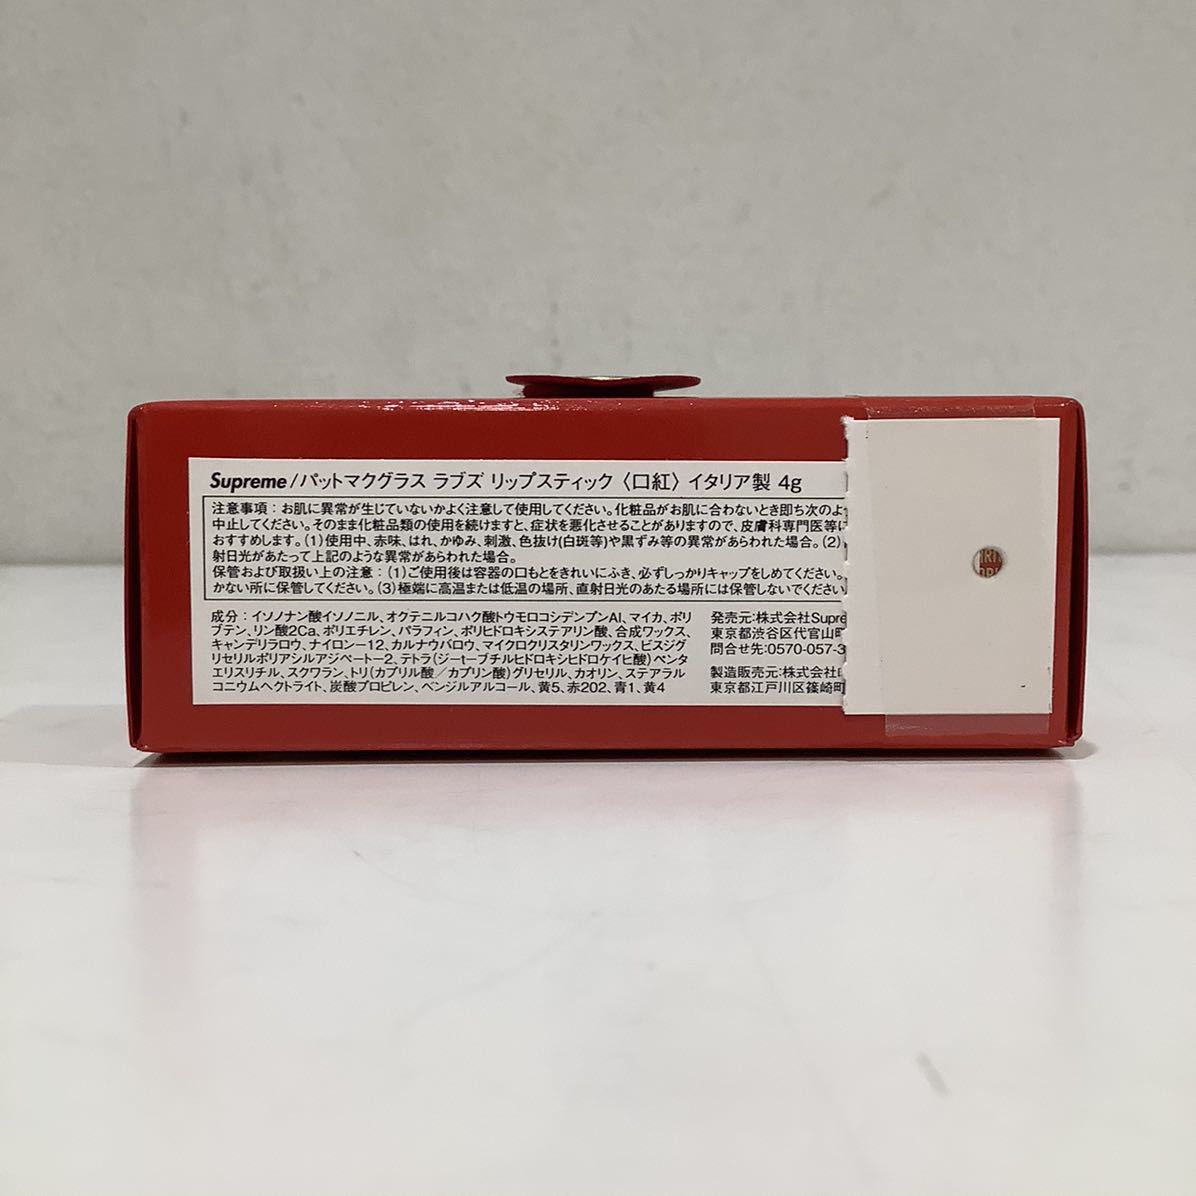 Supreme/パットマクグラス ラブズ リップスティック〈口紅〉イタリア製 4g
注意事項：お肌に異常が生じていないかよく注意して使用してください。化粧品がお肌に合わないとき即ち次のよ
中止してください。そのまま化粧品類の使用を続けますと、症状を悪化させることがありますので、皮膚科専門医等に
おすすめします。(1)使用中、赤味、はれ、かゆみ、刺激、色抜け(白斑等)や黒ずみ等の異常があらわれた場合。(2)
射日光があたって上記のような異常があらわれた場合。
保管および取扱い上の注意：(1)ご使用後は容器の口もとをきれいにふき、必ずしっかりキャップをしめてください。
かない所に保管してください。(3)極端に高温または低温の場所、直射日光のあたる場所には保管しないでください
成分：イソノナン酸イソノニル、オクテニルコハク酸トウモロコシデンプンAl、マイカ、ポリ
ブテン、リン酸2Ca、ポリエチレン、パラフィン、ポリヒドロキシステアリン酸、合成ワックス、
キャンデリラロウ、ナイロン－12、カルナウバロウ、マイクロクリスタリンワックス、ビスジグ
リセリルポリアシルアジペート－2、テトラ(ジーt－ブチルヒドロキシヒドロケイヒ酸)ペンタ
エリスリチル、スクワラン、トリ(カプリル酸／カプリン酸)グリセリル、カオリン、ステアラル
コニウムヘクトライト、炭酸プロピレン、ベンジルアルコール、黄5、赤202、青1、黄4
発売元：株式会社Supre
東京都渋谷区代官山町
問合せ先：0570-057-3
製造販売元：株式会社
東京都江戸川区篠崎町